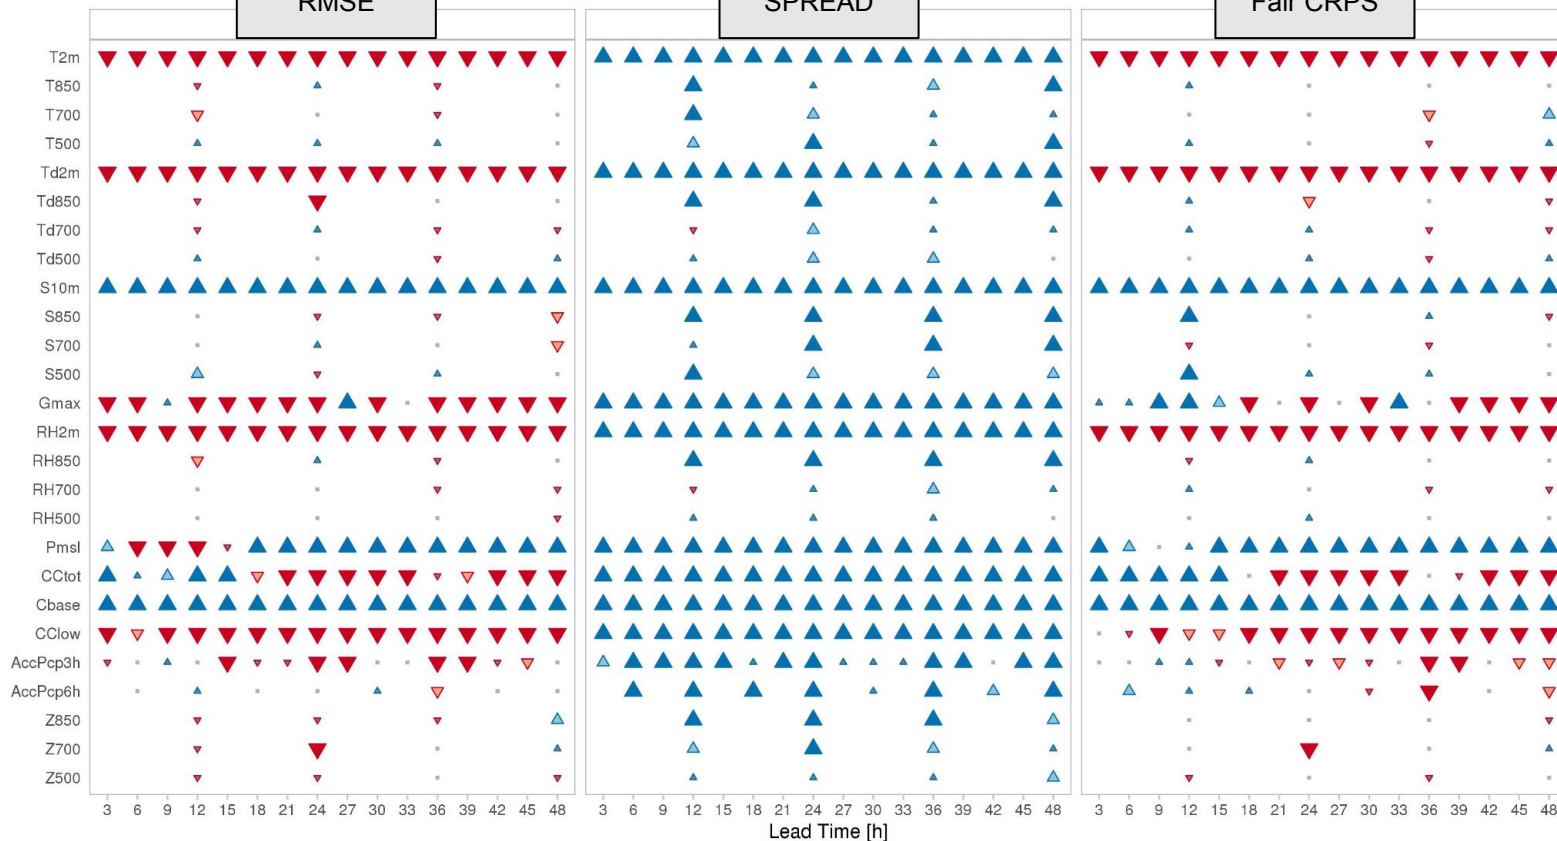 RMSE SPREAD Fair CRPS
T2m
T850
T700
T500
Td2m
Td850
Td700
Td500
S10m
S850
S700
S500
Gmax
RH2m
RH850
RH700
RH500
Pmsl
CCtot
Cbase
CClow
AccPcp3h
AccPcp6h
Z850
Z700
Z500
3 6 9 12 15 18 21 24 27 30 33 36 39 42 45 48 3 6 9 12 15 18 21 24 27 30 33 36 39 42 45 48 3 6 9 12 15 18 21 24 27 30 33 36 39 42 45 48
Lead Time [h]